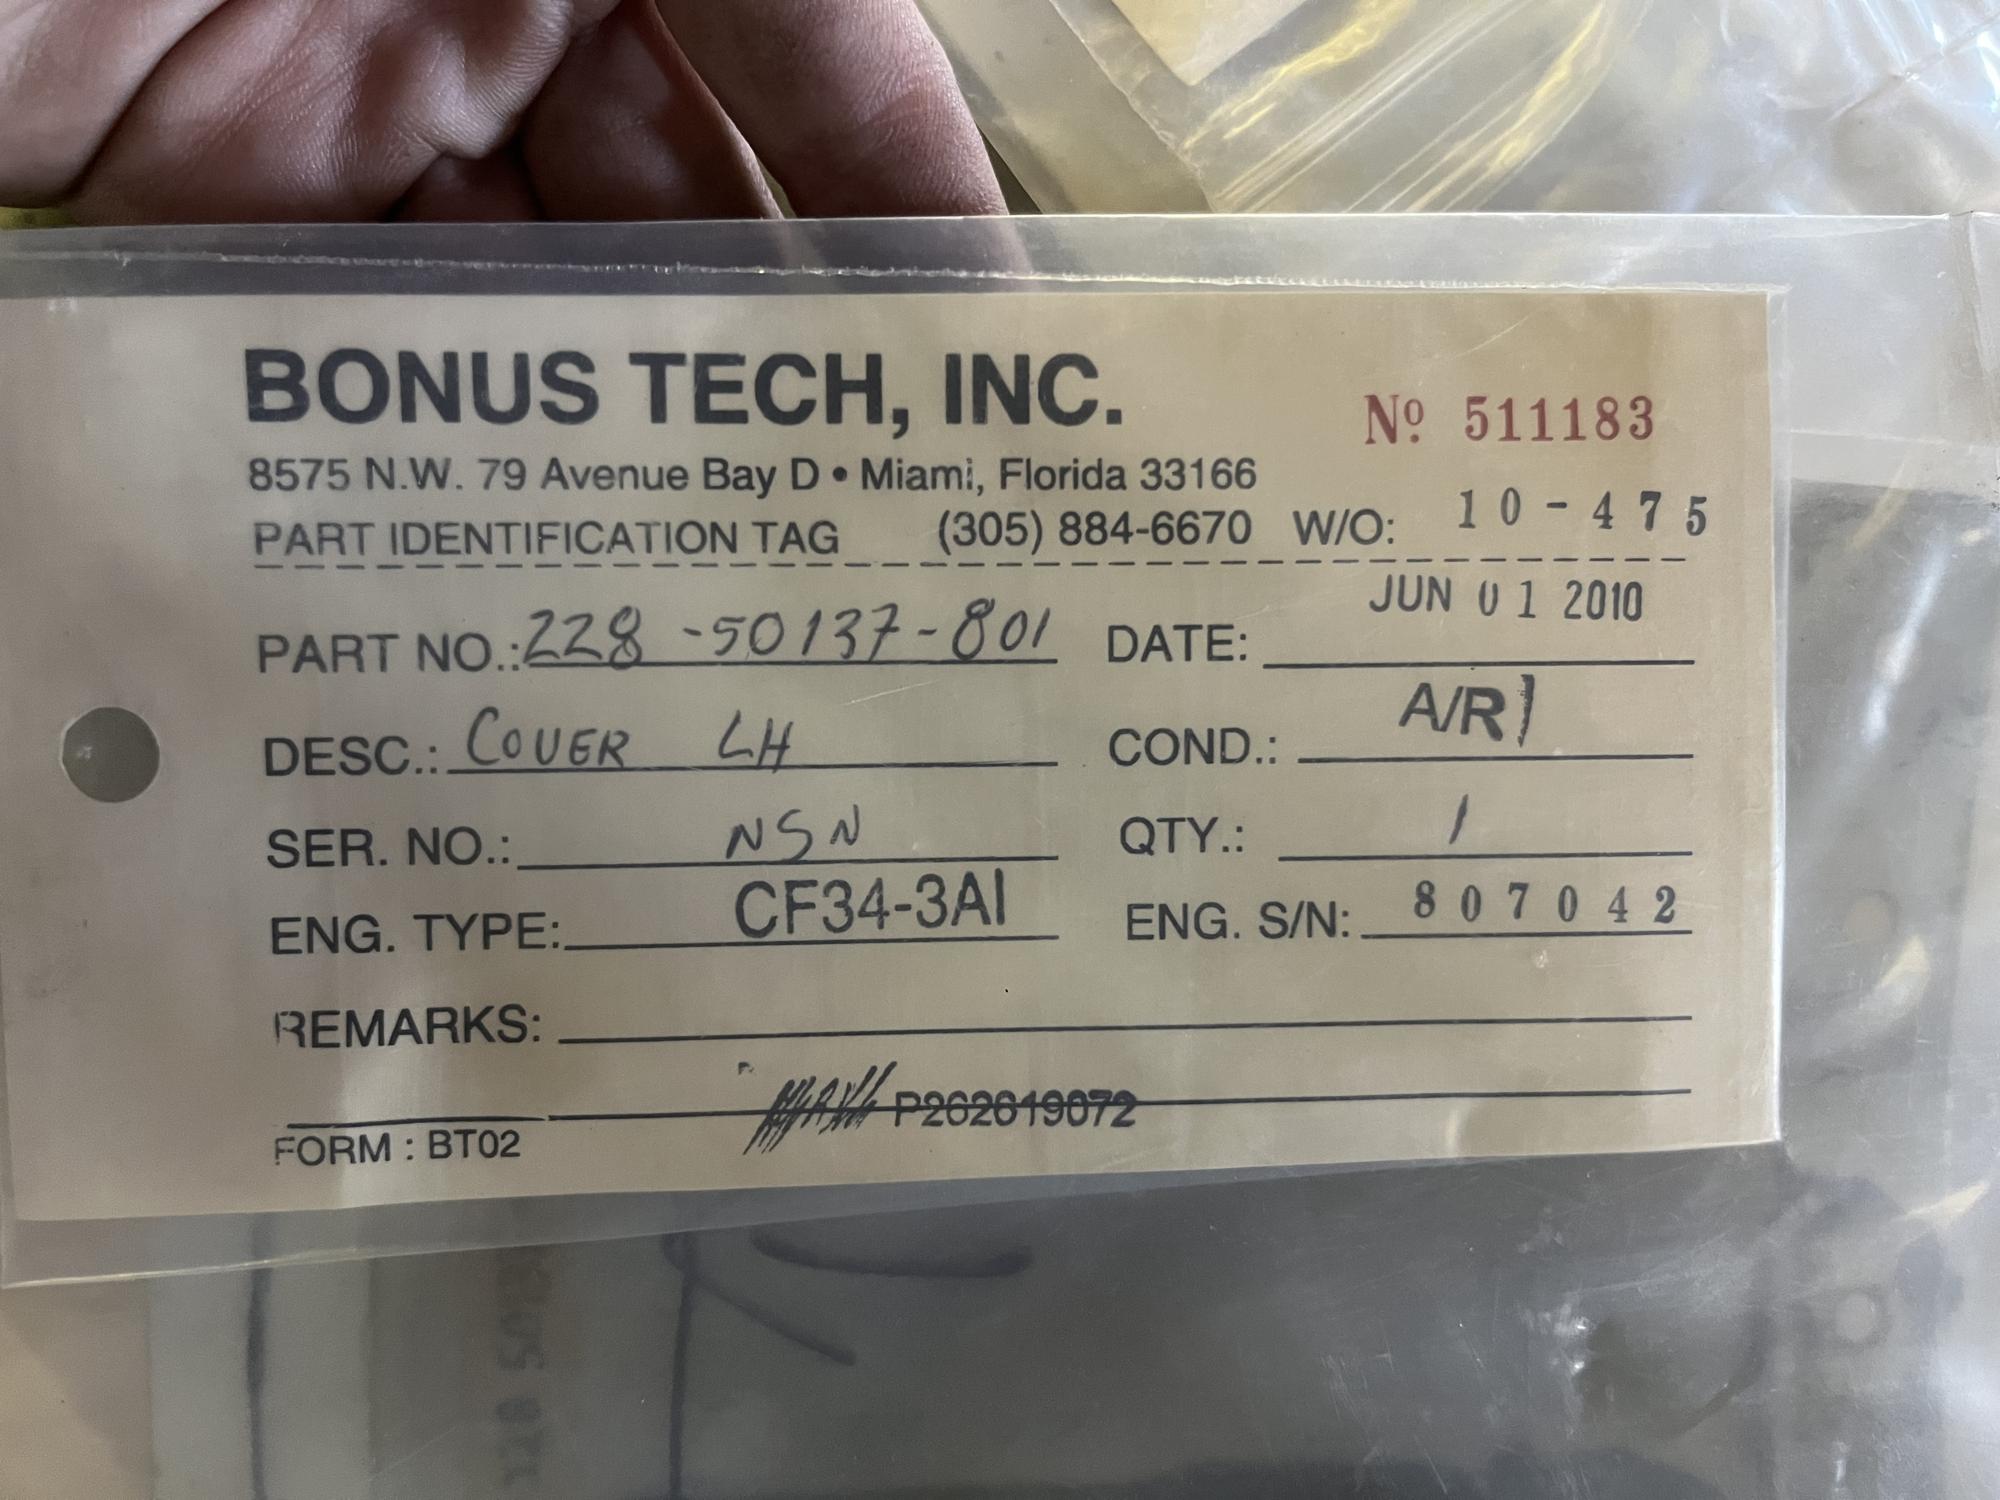 BONUS TECH, INC.
Nº 511183
8575 N.W. 79 Avenue Bay D • Miami, Florida 33166
PART IDENTIFICATION TAG (305) 884-6670 W/O: 10-475
PART NO.: 228-50137-801 DATE: JUN 01 2010
DESC.: COVER LH COND.: A/R
SER. NO.: NSN QTY.: 1
ENG. TYPE: CF34-3A1 ENG. S/N: 807042
REMARKS:
P262619072
FORM : BT02